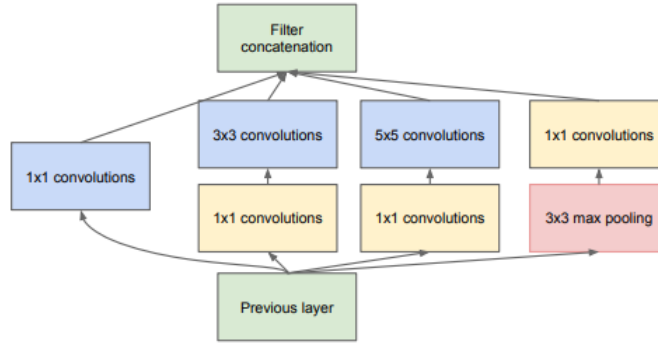 Filter
concatenation
3x3 convolutions
5x5 convolutions
1x1 convolutions
1x1 convolutions
1x1 convolutions
1x1 convolutions
3x3 max pooling
Previous layer